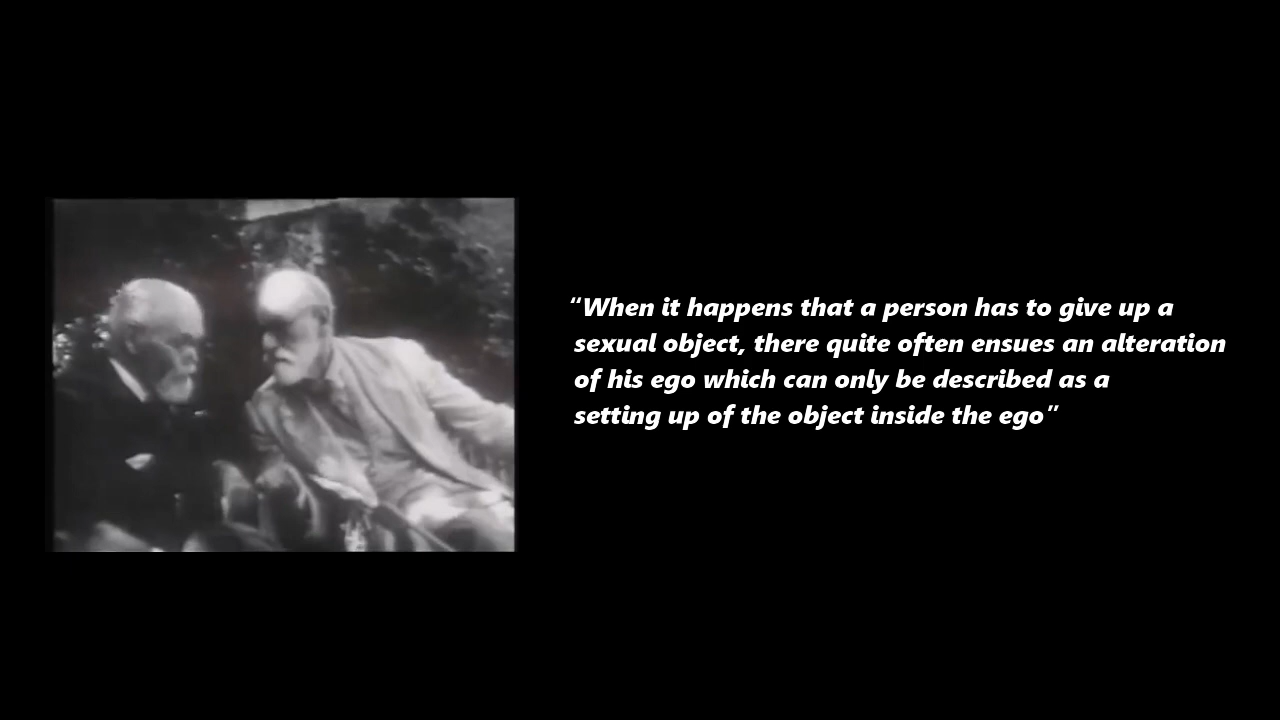 “When it happens that a person has to give up a
sexual object, there quite often ensues an alteration
of his ego which can only be described as a
setting up of the object inside the ego”